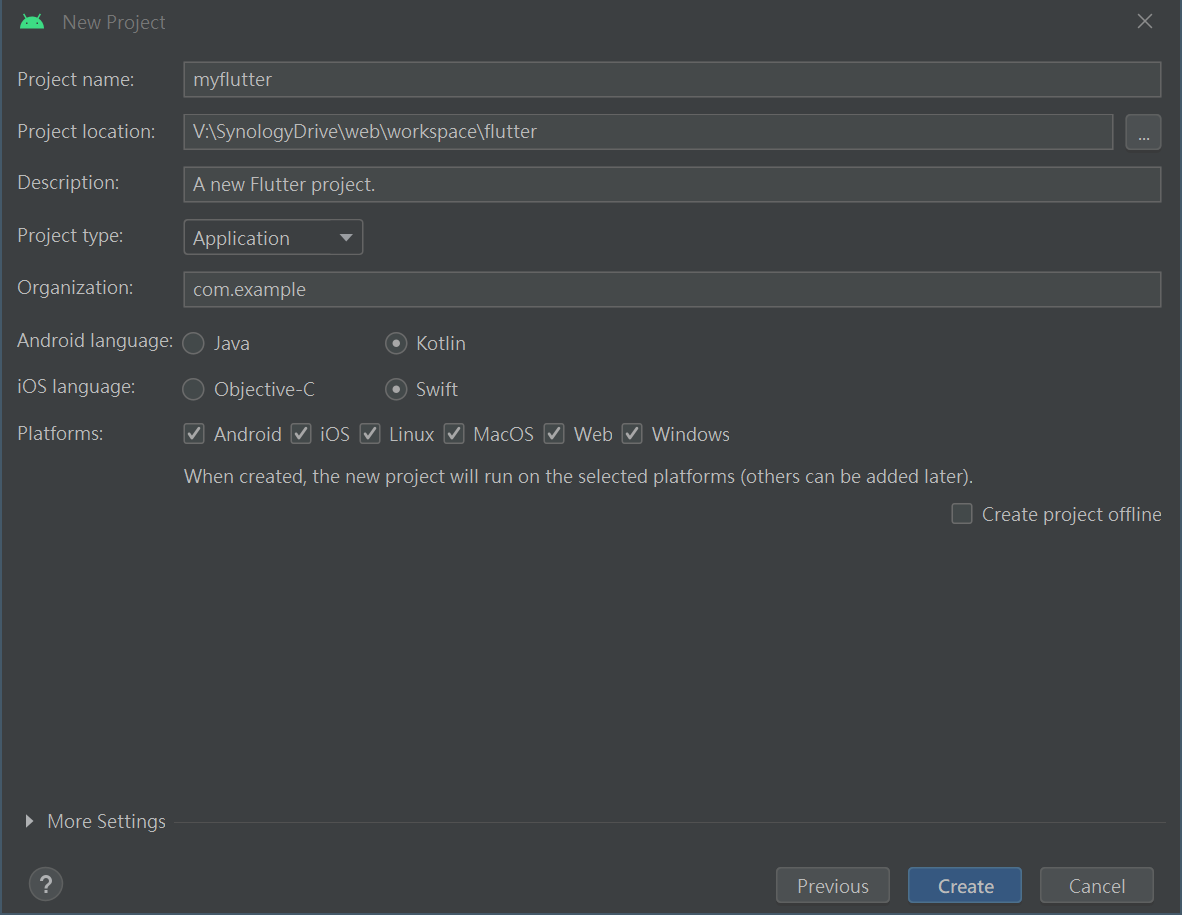 New Project
Project name: myflutter
Project location: V:\SynologyDrive\web\workspace\flutter ...
Description: A new Flutter project.
Project type: Application
Organization: com.example
Android language: Java Kotlin
iOS language: Objective-C Swift
Platforms: Android iOS Linux MacOS Web Windows
When created, the new project will run on the selected platforms (others can be added later).
Create project offline
More Settings
? Previous Create Cancel